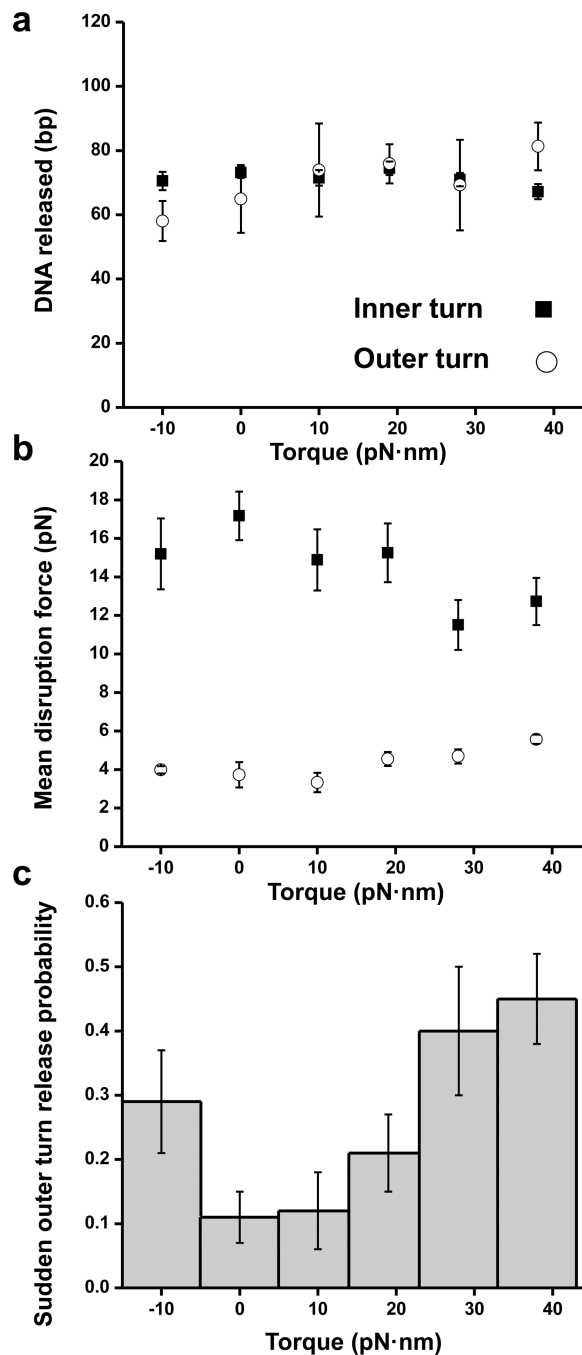 a
DNA released (bp)
120
100
80
60
40
20
0
Inner turn
Outer turn
-10 0 10 20 30 40
Torque (pN·nm)
b
Mean disruption force (pN)
20
18
16
14
12
10
8
6
4
2
0
-10 0 10 20 30 40
Torque (pN·nm)
c
Sudden outer turn release probability
0.6
0.5
0.4
0.3
0.2
0.1
0.0
-10 0 10 20 30 40
Torque (pN·nm)